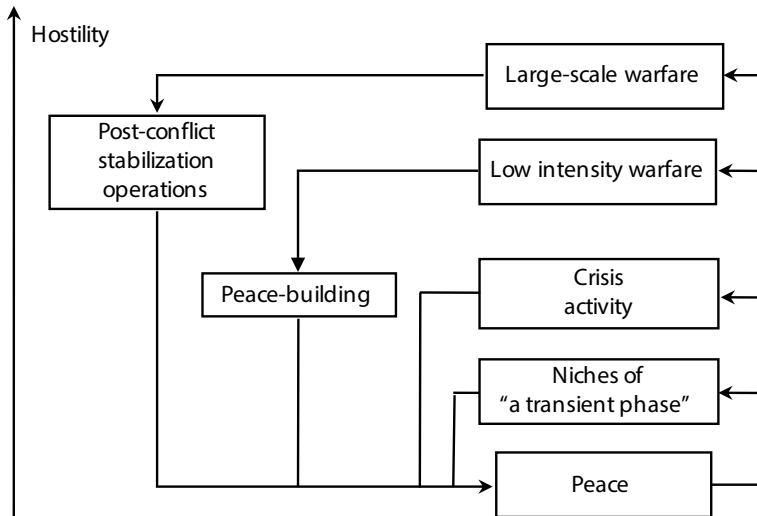 Hostility
Large-scale warfare
Post-conflict
stabilization
operations
Low intensity warfare
Peace-building
Crisis
activity
Niches of
“a transient phase”
Peace